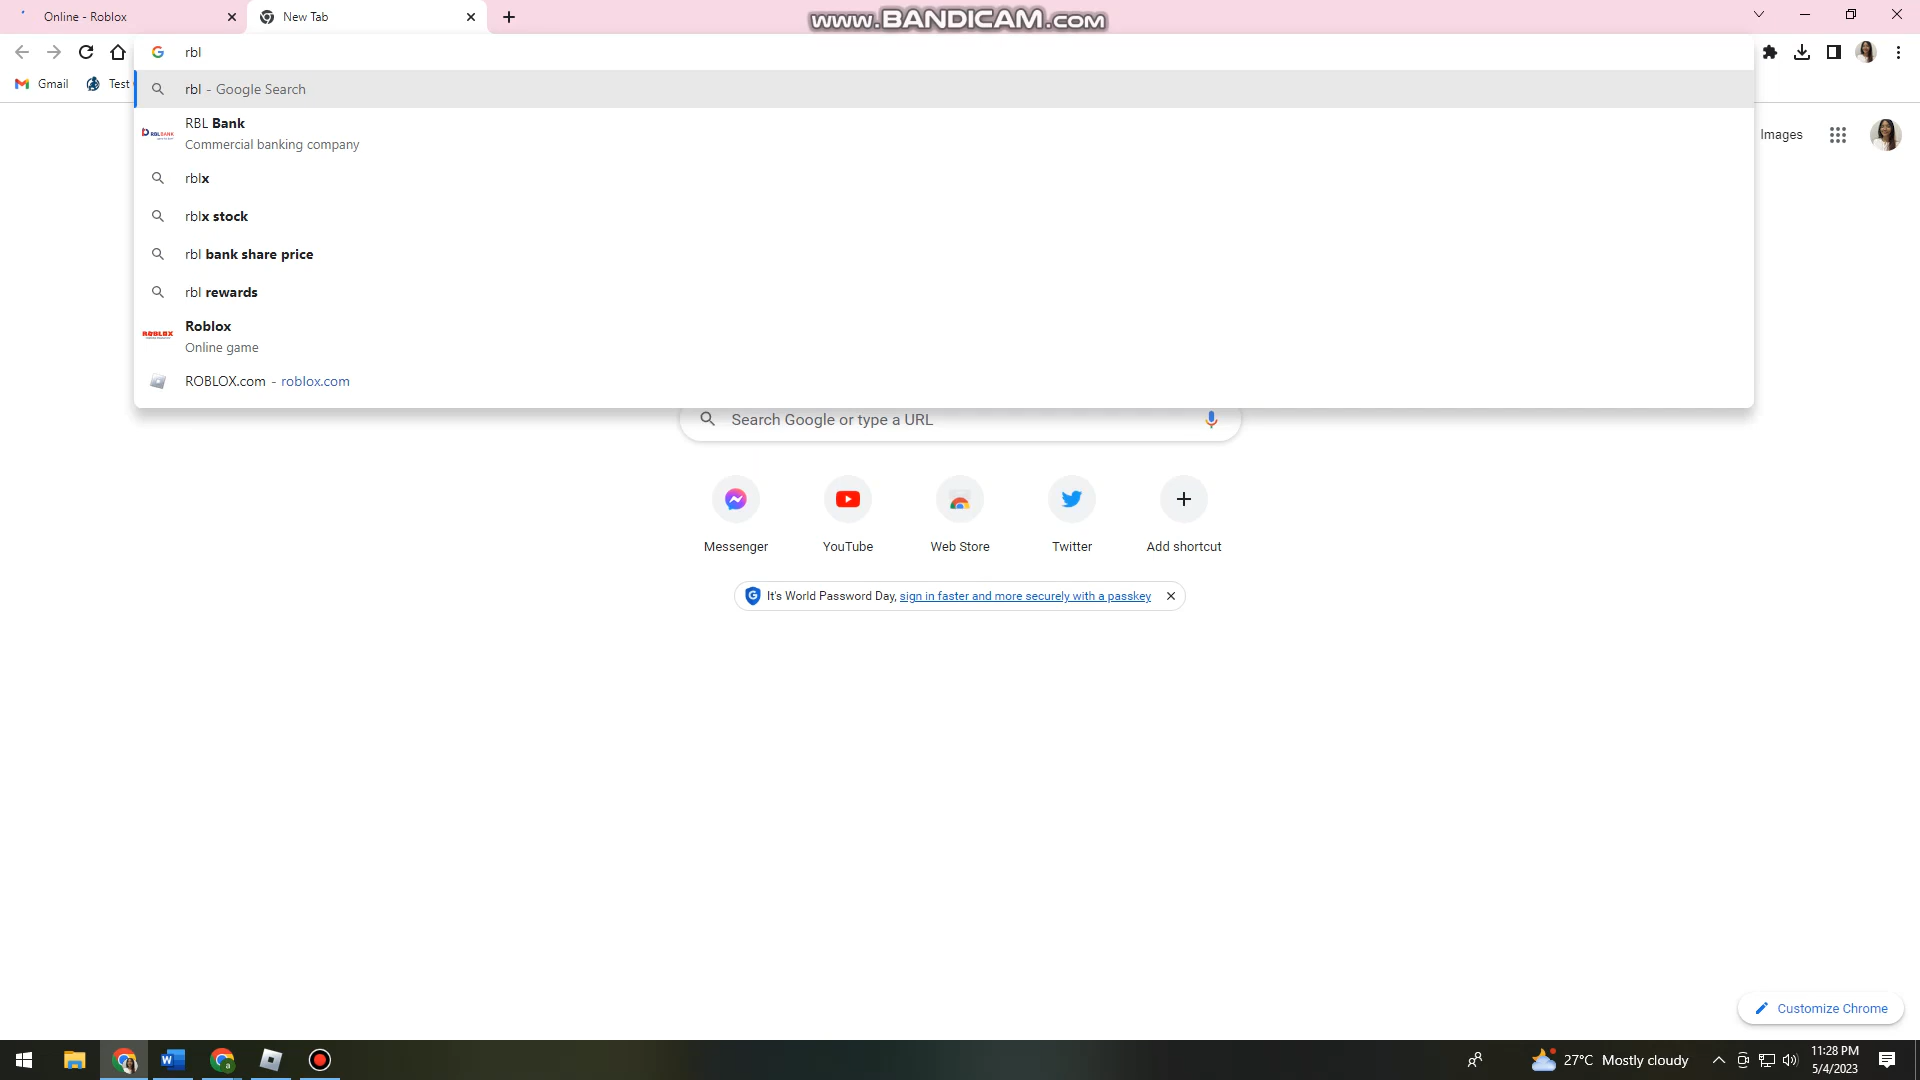 Online - Roblox
New Tab
www.BANDICAM.com
rbl
Gmail
Test
rbl - Google Search
RBL Bank
Commercial banking company
Images
rblx
rblx stock
rbl bank share price
rbl rewards
Roblox
Online game
ROBLOX.com - roblox.com
Search Google or type a URL
Messenger
YouTube
Web Store
Twitter
Add shortcut
It's World Password Day, sign in faster and more securely with a passkey
Customize Chrome
27°C Mostly cloudy
11:28 PM
5/4/2023